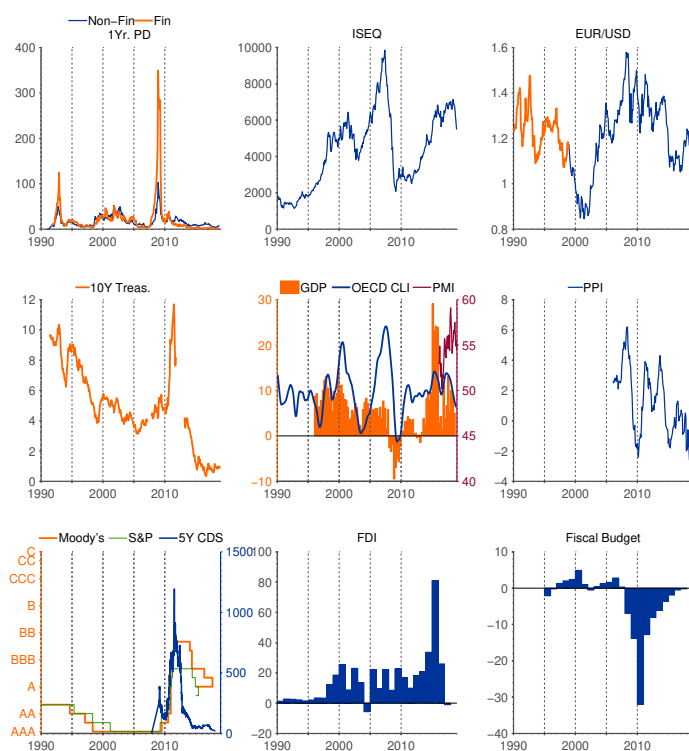 Non-Fin Fin
1Yr. PD
400
300
200
100
0
1990 2000 2010
ISEQ
10000
8000
6000
4000
2000
0
1990 2000 2010
EUR/USD
1.6
1.4
1.2
1.0
0.8
1990 2000 2010
10Y Treas.
12
10
8
6
4
2
0
1990 2000 2010
GDP OECD CLI PMI
30 60
20 55
10 50
0 45
−10 40
1990 2000 2010
PPI
8
6
4
2
0
−2
−4
1990 2000 2010
Moody's S&P 5Y CDS
C 1500
CC
CCC
B 1000
BB
BBB 500
A
AA
AAA 0
1990 2000 2010
FDI
100
80
60
40
20
0
−20
1990 2000 2010
Fiscal Budget
10
0
−10
−20
−30
−40
1990 2000 2010